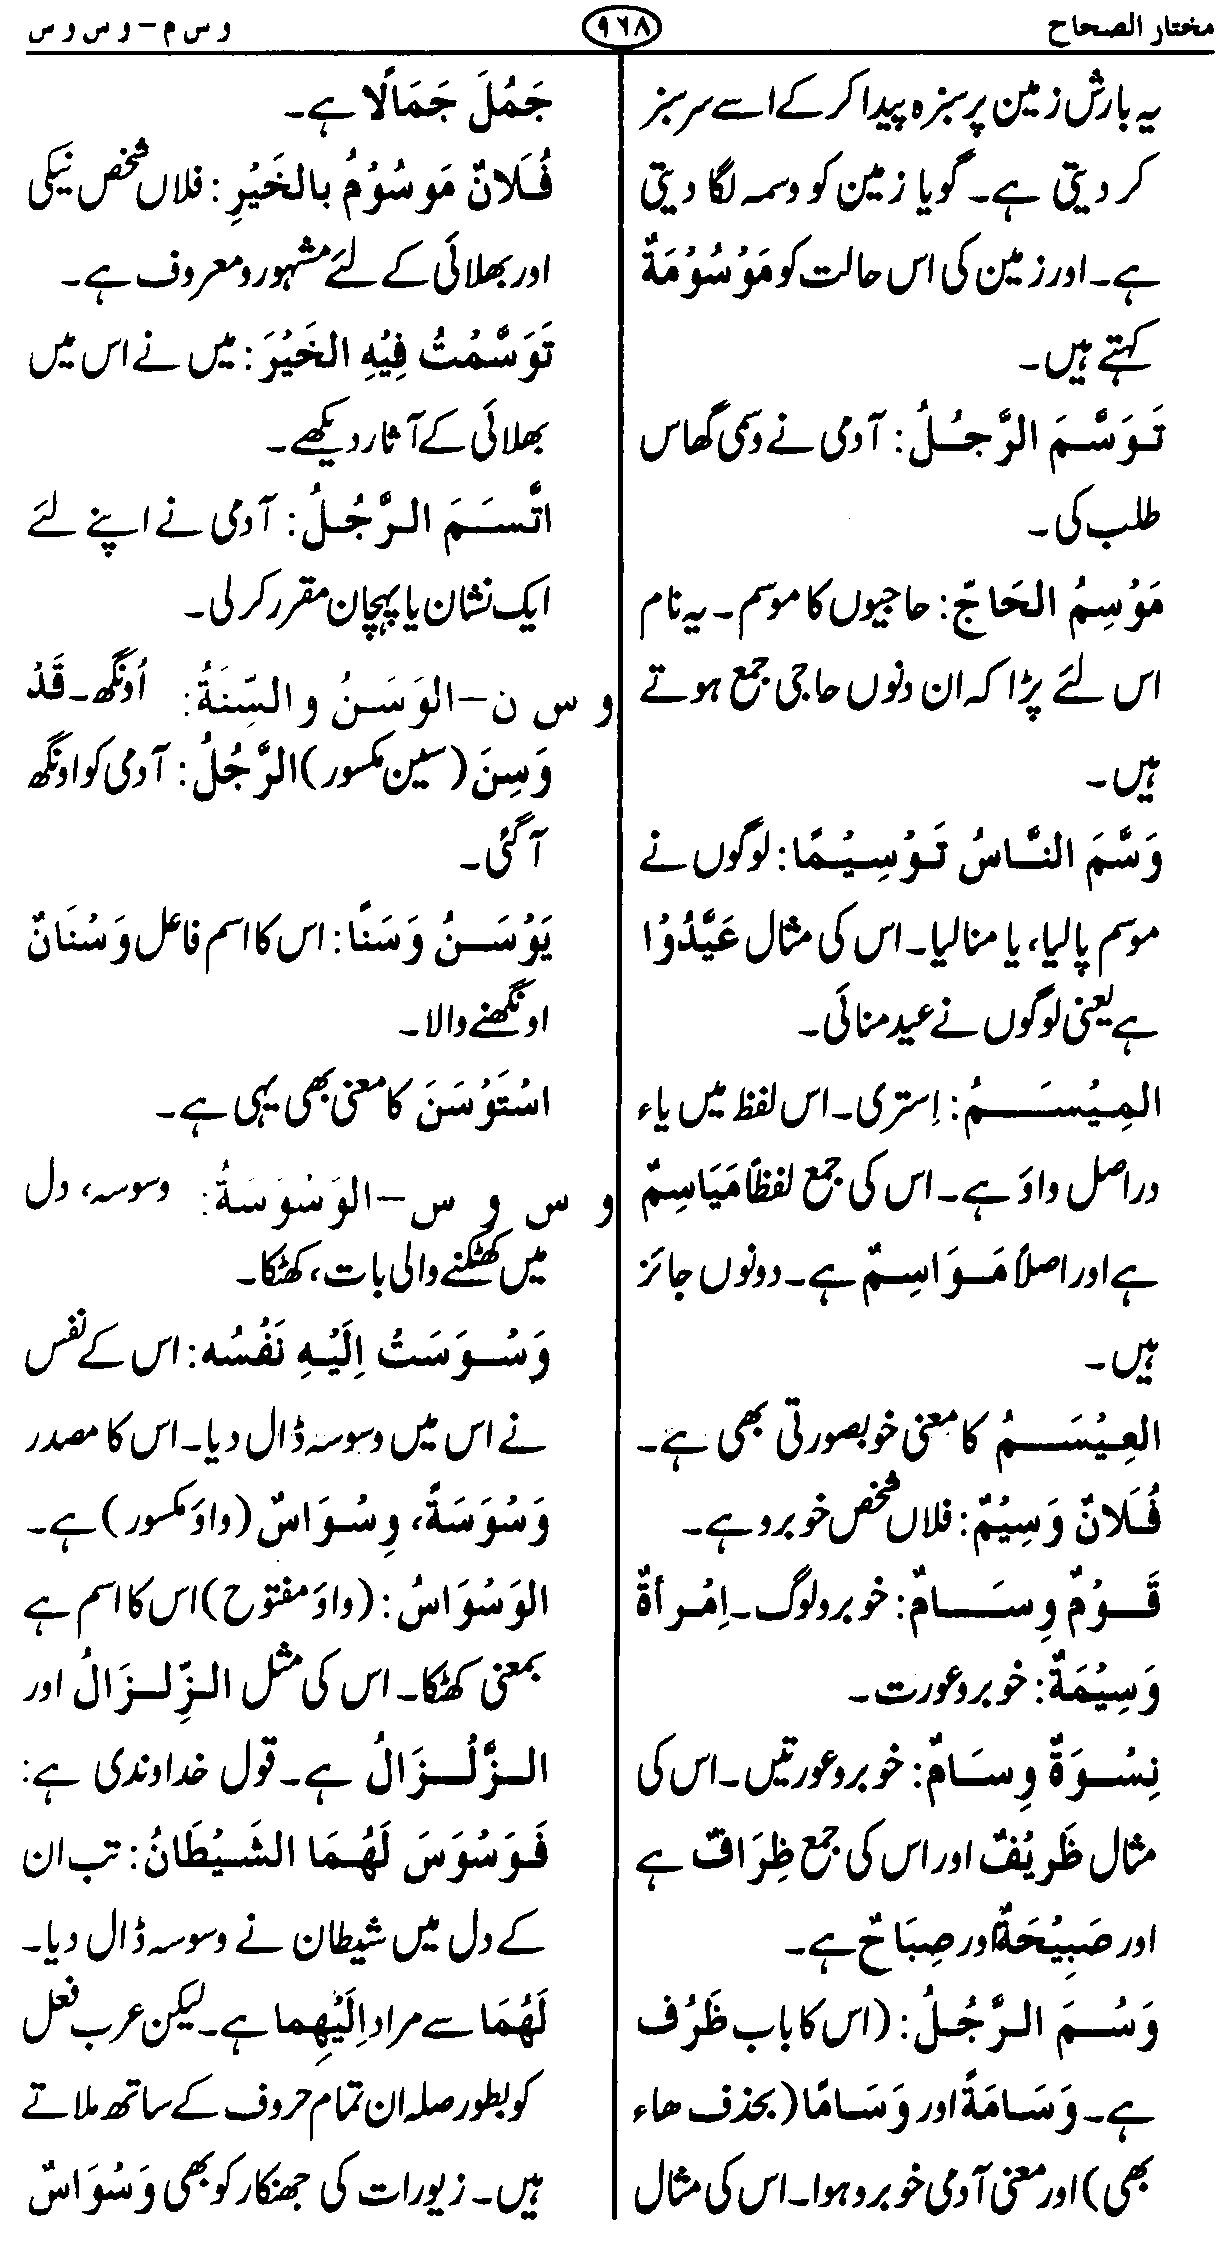 مختار الصحاح ۹۶۸ و س م – و س و س
یہ بارش زمین پر سبزہ پیدا کر کے اسے سرسبز
کر دیتی ہے۔ گویا زمین کو وسمہ لگا دیتی
ہے۔ اور زمین کی اس حالت کو مَوْسُوْمَةٌ
کہتے ہیں۔
تَوَسَّمَ الرَّجُلُ: آدمی نے وسمی گھاس
طلب کی۔
مَوْسِمُ الحَاجّ: حاجیوں کا موسم۔ یہ نام
اس لئے پڑا کہ ان دنوں حاجی جمع ہوتے
ہیں۔
وَسَّمَ النَّاسُ تَوْسِيْمًا: لوگوں نے
موسم پالیا، یا منالیا۔ اس کی مثال عَيَّدُوْا
ہے یعنی لوگوں نے عید منائی۔
المِيْسَمُ: اِستری۔ اس لفظ میں یاء
دراصل واؤ ہے۔ اس کی جمع لفظاً مَيَاسِمٌ
ہے اور اصلاً مَوَاسِمٌ ہے۔ دونوں جائز
ہیں۔
العِيْسَمُ کا معنی خوبصورتی بھی ہے۔
فُلَانٌ وَسِيْمٌ: فلاں شخص خوبرو ہے۔
قَوْمٌ وِسَامٌ: خوبرو لوگ۔ اِمْرأةٌ
وَسِيْمَةٌ: خوبرو عورت۔
نِسْوَةٌ وِسَامٌ: خوبرو عورتیں۔ اس کی
مثال ظَرِيْفٌ اور اس کی جمع ظِرَافٌ ہے
اور صَبِيْحَةٌ اور صِبَاحٌ ہے۔
وَسُمَ الرَّجُلُ: (اس کا باب ظَرُف
ہے۔ وَسَامَةً اور وَسَامًا (بحذف هاء
بھی) اور معنی آدمی خوبرو ہوا۔ اس کی مثال
جَمُلَ جَمَالًا ہے۔
فُلَانٌ مَوسُوْمٌ بالخَيْرِ: فلاں شخص نیکی
اور بھلائی کے لئے مشہور و معروف ہے۔
تَوَسَّمْتُ فِيْهِ الخَيْرَ: میں نے اس میں
بھلائی کے آثار دیکھے۔
اتَّسَمَ الرَّجُلُ: آدمی نے اپنے لئے
ایک نشان یا پہچان مقرر کر لی۔
و س ن–الوَسَنُ و السِّنَةُ: اُونگھ۔ قَدْ
وَسِنَ (سین مکسور) الرَّجُلُ: آدمی کو اونگھ
آگئی۔
يَوْسَنُ وَسَنًا: اس کا اسم فاعل وَسْنَانٌ
اونگھنے والا۔
اسْتَوْسَنَ کا معنی بھی یہی ہے۔
و س و س–الوَسْوَسَةُ: وسوسہ، دل
میں کھٹکنے والی بات، کھٹکا۔
وَسْوَسَتْ اِلَيْهِ نَفْسُه: اس کے نفس
نے اس میں وسوسہ ڈال دیا۔ اس کا مصدر
وَسْوَسَةً، وِسْوَاسٌ (واؤ مکسور) ہے۔
الوَسْوَاسُ: (واؤ مفتوح) اس کا اسم ہے
بمعنی کھٹکا۔ اس کی مثل الزِّلزَالُ اور
الزَّلْزَالُ ہے۔ قول خداوندی ہے:
فَوَسْوَسَ لَهُمَا الشَيْطَانُ: تب ان
کے دل میں شیطان نے وسوسہ ڈال دیا۔
لَهُمَا سے مراد اِلَيْهِما ہے۔ لیکن عرب فعل
کو بطور صلہ ان تمام حروف کے ساتھ ملاتے
ہیں۔ زیورات کی جھنکار کو بھی وَسْوَاسٌ